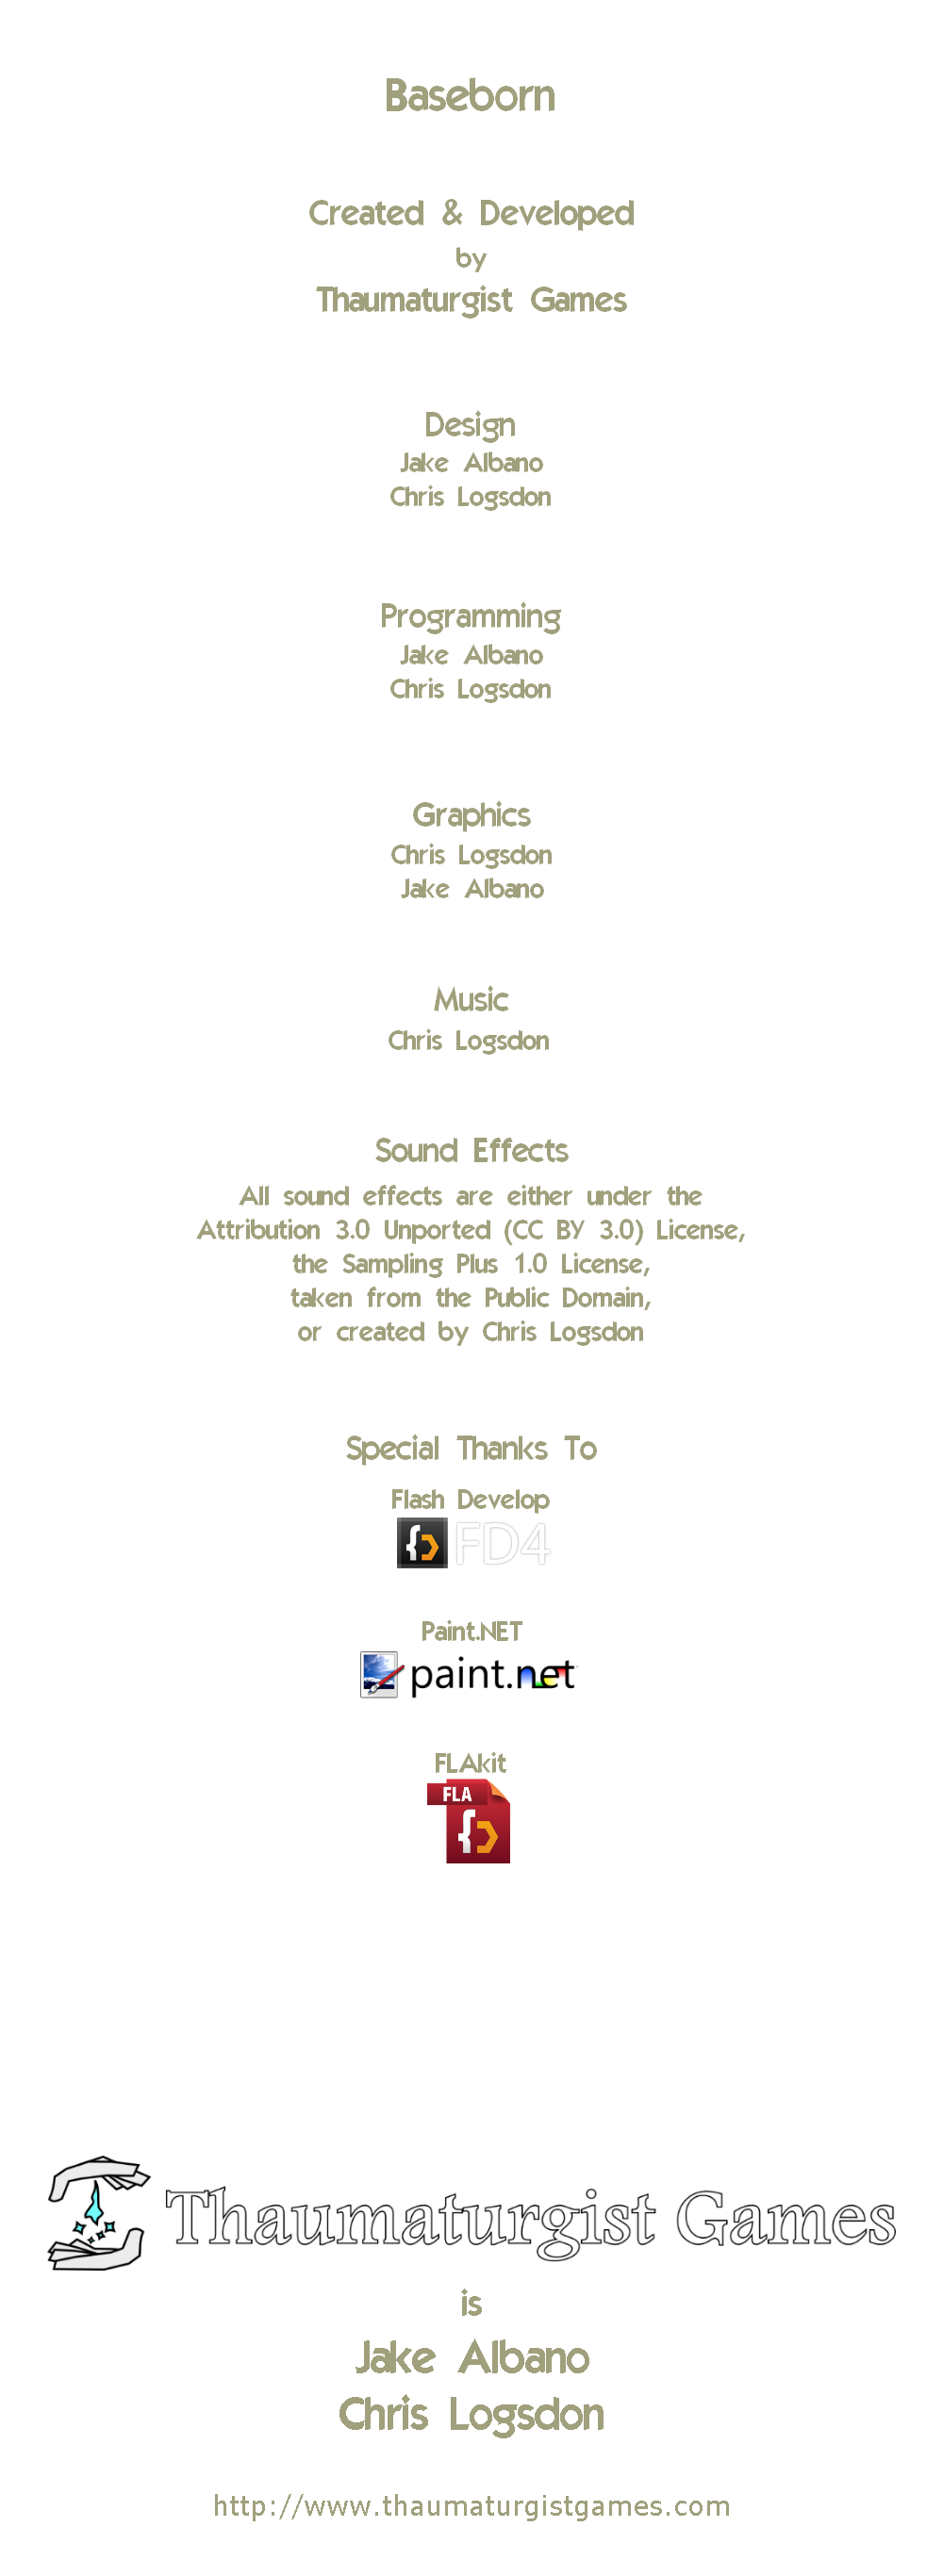 Baseborn
Created & Developed
by
Thaumaturgist Games
Design
Jake Albano
Chris Logsdon
Programming
Jake Albano
Chris Logsdon
Graphics
Chris Logsdon
Jake Albano
Music
Chris Logsdon
Sound Effects
All sound effects are either under the
Attribution 3.0 Unported (CC BY 3.0) License,
the Sampling Plus 1.0 License,
taken from the Public Domain,
or created by Chris Logsdon
Special Thanks To
Flash Develop
FD4
Paint.NET
paint.net
FLAkit
FLA
Thaumaturgist Games
is
Jake Albano
Chris Logsdon
http://www.thaumaturgistgames.com